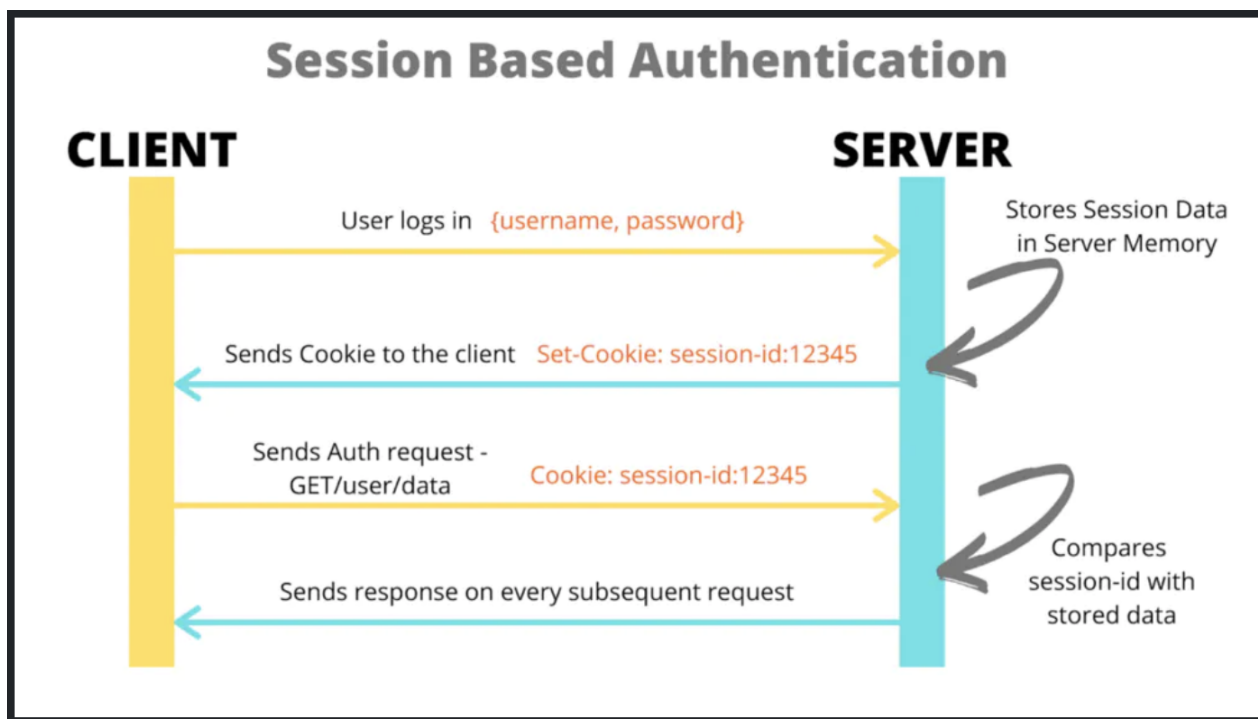 Session Based Authentication
CLIENT
SERVER
User logs in {username, password}
Stores Session Data
in Server Memory
Sends Cookie to the client Set-Cookie: session-id:12345
Sends Auth request -
GET/user/data
Cookie: session-id:12345
Compares
session-id with
stored data
Sends response on every subsequent request